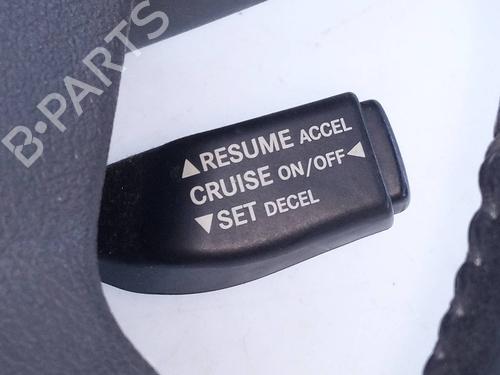 B-PARTS
▲RESUME ACCEL
CRUISE ON/OFF◀
▼SET DECEL